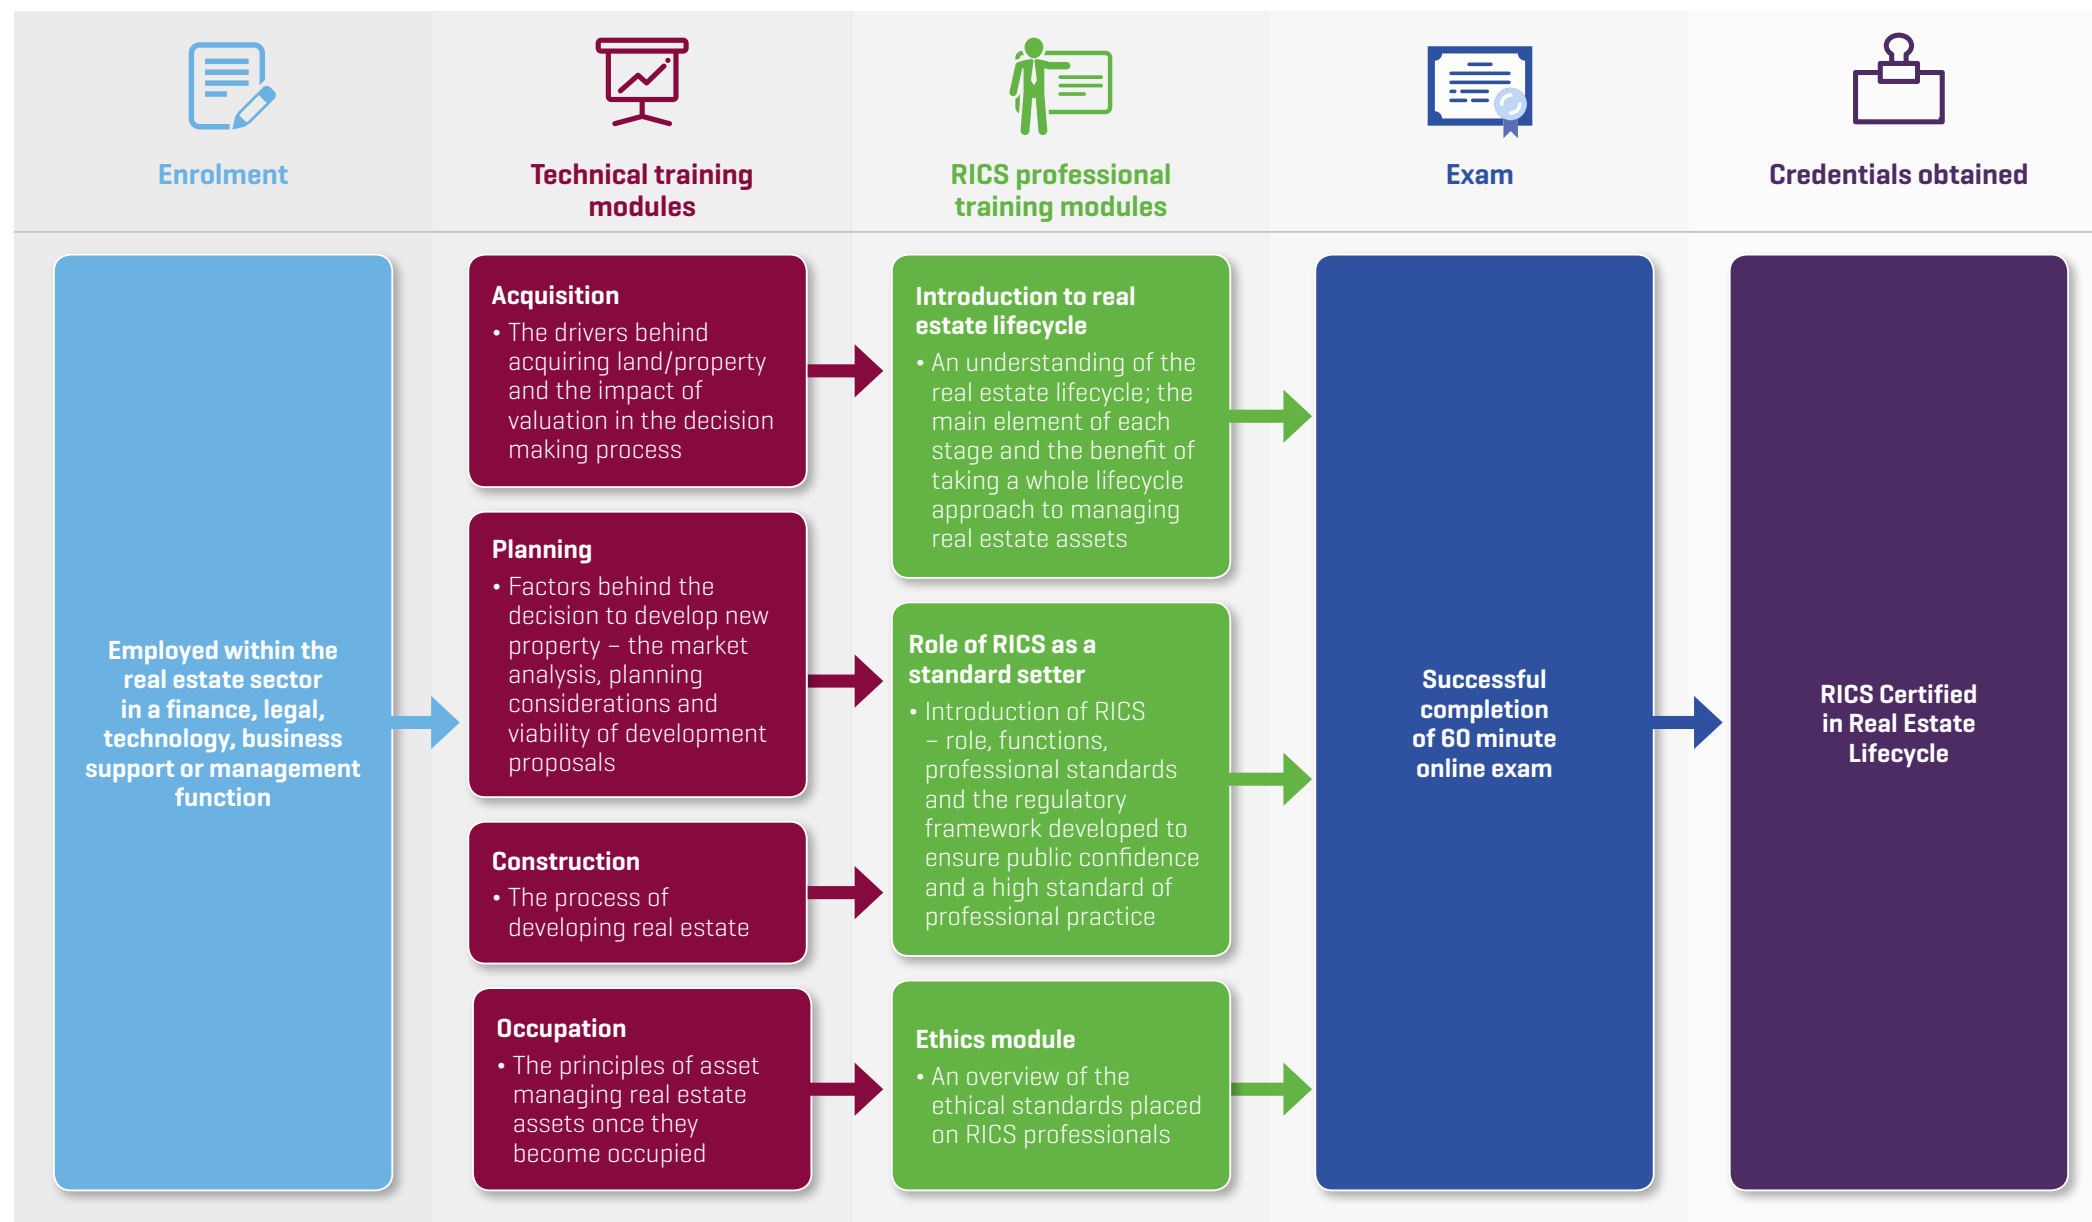 Enrolment
Technical training
modules
RICS professional
training modules
Exam
Credentials obtained
Employed within the
real estate sector
in a finance, legal,
technology, business
support or management
function
Acquisition
• The drivers behind
acquiring land/property
and the impact of
valuation in the decision
making process
Planning
• Factors behind the
decision to develop new
property – the market
analysis, planning
considerations and
viability of development
proposals
Construction
• The process of
developing real estate
Occupation
• The principles of asset
managing real estate
assets once they
become occupied
Introduction to real
estate lifecycle
• An understanding of the
real estate lifecycle; the
main element of each
stage and the benefit of
taking a whole lifecycle
approach to managing
real estate assets
Role of RICS as a
standard setter
• Introduction of RICS
– role, functions,
professional standards
and the regulatory
framework developed to
ensure public confidence
and a high standard of
professional practice
Ethics module
• An overview of the
ethical standards placed
on RICS professionals
Successful
completion
of 60 minute
online exam
RICS Certified
in Real Estate
Lifecycle